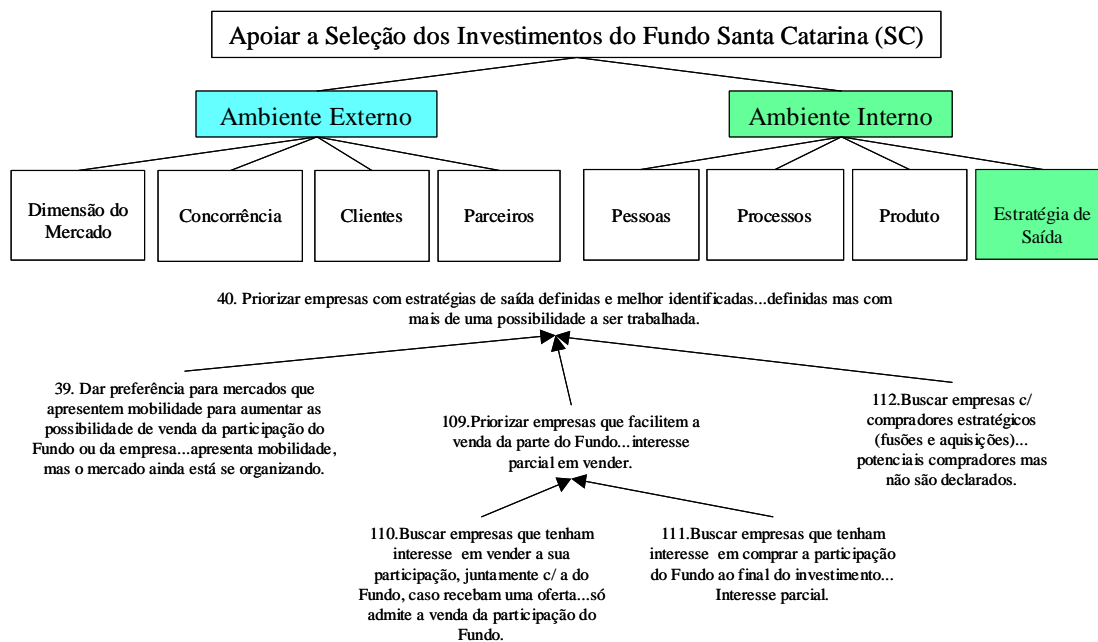 Apoiar a Seleção dos Investimentos do Fundo Santa Catarina (SC)
Ambiente Externo
Ambiente Interno
Dimensão do
Mercado
Concorrência
Clientes
Parceiros
Pessoas
Processos
Produto
Estratégia de
Saída
40. Priorizar empresas com estratégias de saída definidas e melhor identificadas...definidas mas com
mais de uma possibilidade a ser trabalhada.
39. Dar preferência para mercados que
apresentem mobilidade para aumentar as
possibilidade de venda da participação do
Fundo ou da empresa...apresenta mobilidade,
mas o mercado ainda está se organizando.
109.Priorizar empresas que facilitem a
venda da parte do Fundo...interesse
parcial em vender.
112.Buscar empresas c/
compradores estratégicos
(fusões e aquisições)...
potenciais compradores mas
não são declarados.
110.Buscar empresas que tenham
interesse em vender a sua
participação, juntamente c/ a do
Fundo, caso recebam uma oferta...só
admite a venda da participação do
Fundo.
111.Buscar empresas que tenham
interesse em comprar a participação
do Fundo ao final do investimento...
Interesse parcial.